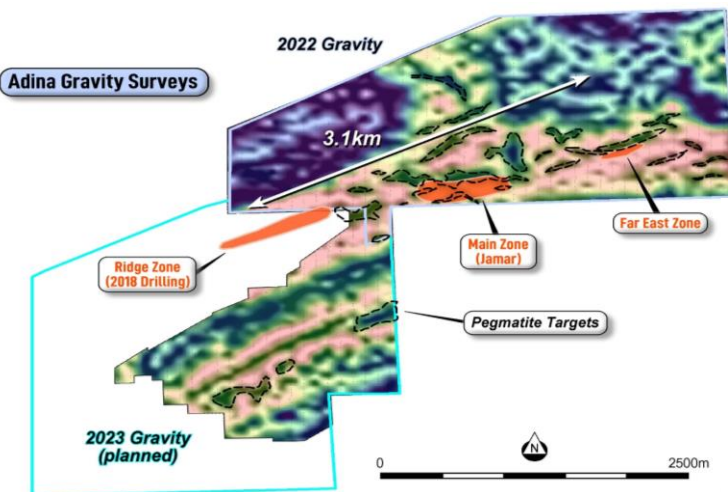 2022 Gravity
Adina Gravity Surveys
3.1km
Far East Zone
Main Zone
(Jamar)
Ridge Zone
(2018 Drilling)
Pegmatite Targets
2023 Gravity
(planned)
N
0
2500m